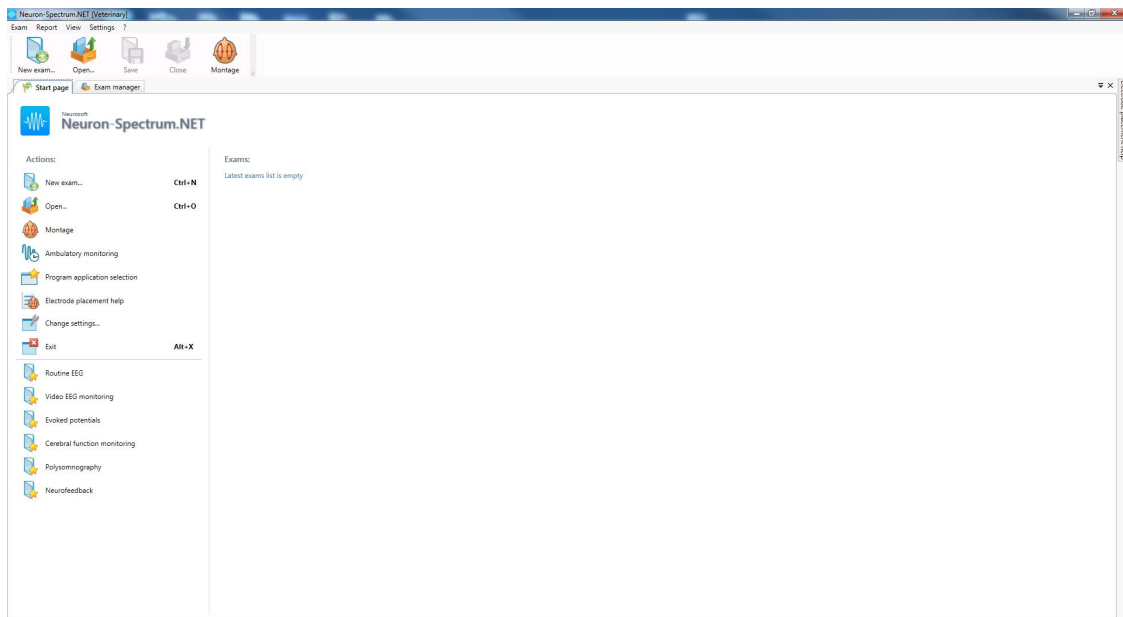 Neuron-Spectrum.NET [Veterinary]
Exam Report View Settings ?
New exam... Open... Save Close Montage
Start page Exam manager
Neurosoft
Neuron-Spectrum.NET
Actions:
New exam... Ctrl+N
Open... Ctrl+O
Montage
Ambulatory monitoring
Program application selection
Electrode placement help
Change settings...
Exit Alt+X
Routine EEG
Video EEG monitoring
Evoked potentials
Cerebral function monitoring
Polysomnography
Neurofeedback
Exams:
Latest exams list is empty